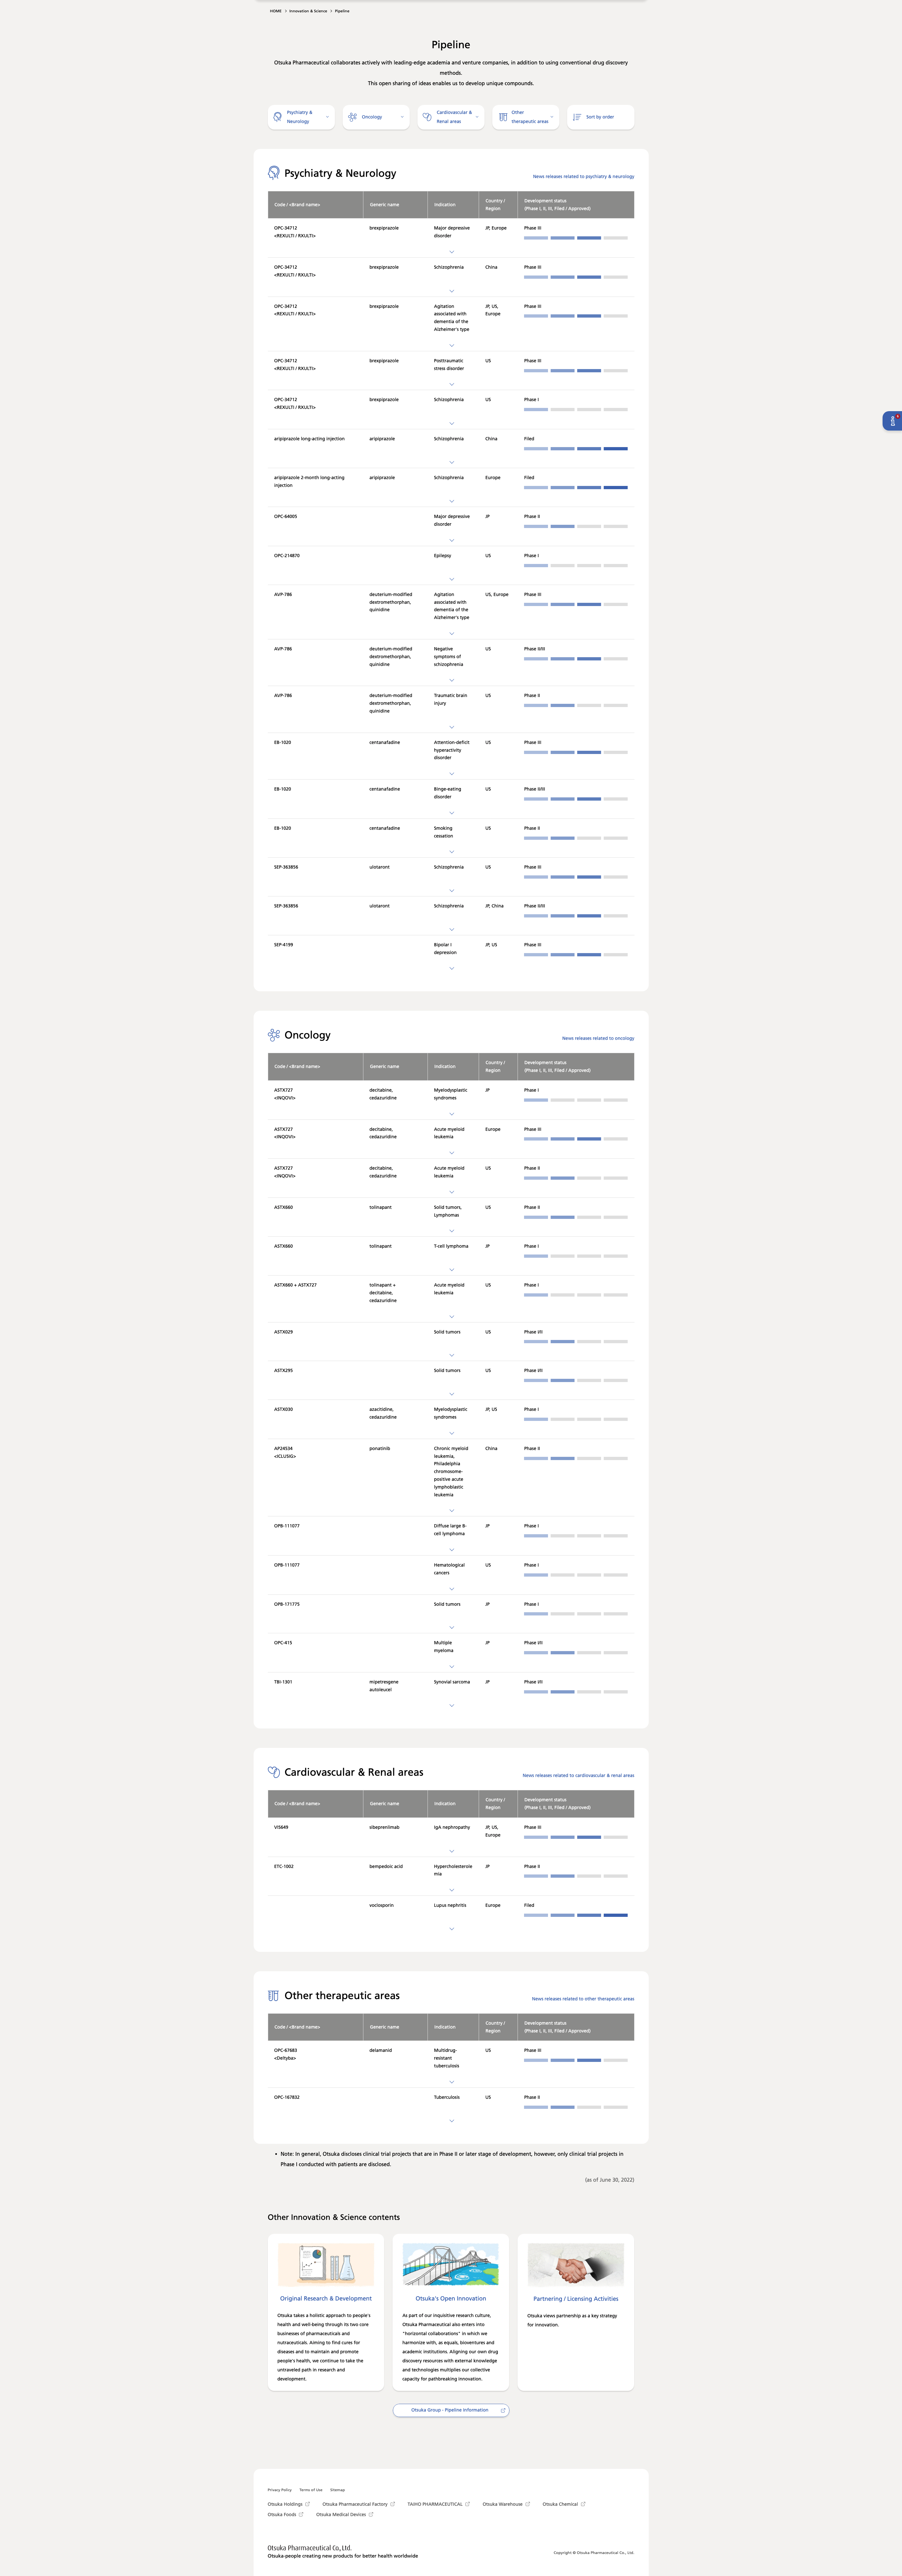 HOME > Innovation & Science > Pipeline
Pipeline
Otsuka Pharmaceutical collaborates actively with leading-edge academia and venture companies, in addition to using conventional drug discovery
methods.
This open sharing of ideas enables us to develop unique compounds.
Psychiatry &
Neurology
Oncology
Cardiovascular &
Renal areas
Other
therapeutic areas
Sort by order
Psychiatry & Neurology
News releases related to psychiatry & neurology
Code / <Brand name> Generic name Indication Country / Region Development status (Phase I, II, III, Filed / Approved)
OPC-34712 <REXULTI / RXULTI> brexpiprazole Major depressive disorder JP, Europe Phase III
OPC-34712 <REXULTI / RXULTI> brexpiprazole Schizophrenia China Phase III
OPC-34712 <REXULTI / RXULTI> brexpiprazole Agitation associated with dementia of the Alzheimer's type JP, US, Europe Phase III
OPC-34712 <REXULTI / RXULTI> brexpiprazole Posttraumatic stress disorder US Phase III
OPC-34712 <REXULTI / RXULTI> brexpiprazole Schizophrenia US Phase I
aripiprazole long-acting injection aripiprazole Schizophrenia China Filed
aripiprazole 2-month long-acting injection aripiprazole Schizophrenia Europe Filed
OPC-64005 Major depressive disorder JP Phase II
OPC-214870 Epilepsy US Phase I
AVP-786 deuterium-modified dextromethorphan, quinidine Agitation associated with dementia of the Alzheimer's type US, Europe Phase III
AVP-786 deuterium-modified dextromethorphan, quinidine Negative symptoms of schizophrenia US Phase II/III
AVP-786 deuterium-modified dextromethorphan, quinidine Traumatic brain injury US Phase II
EB-1020 centanafadine Attention-deficit hyperactivity disorder US Phase III
EB-1020 centanafadine Binge-eating disorder US Phase II/III
EB-1020 centanafadine Smoking cessation US Phase II
SEP-363856 ulotaront Schizophrenia US Phase III
SEP-363856 ulotaront Schizophrenia JP, China Phase II/III
SEP-4199 Bipolar I depression JP, US Phase III
Oncology
News releases related to oncology
Code / <Brand name> Generic name Indication Country / Region Development status (Phase I, II, III, Filed / Approved)
ASTX727 <INQOVI> decitabine, cedazuridine Myelodysplastic syndromes JP Phase I
ASTX727 <INQOVI> decitabine, cedazuridine Acute myeloid leukemia Europe Phase III
ASTX727 <INQOVI> decitabine, cedazuridine Acute myeloid leukemia US Phase II
ASTX660 tolinapant Solid tumors, Lymphomas US Phase II
ASTX660 tolinapant T-cell lymphoma JP Phase I
ASTX660 + ASTX727 tolinapant + decitabine, cedazuridine Acute myeloid leukemia US Phase I
ASTX029 Solid tumors US Phase I/II
ASTX295 Solid tumors US Phase I/II
ASTX030 azacitidine, cedazuridine Myelodysplastic syndromes JP, US Phase I
AP24534 <ICLUSIG> ponatinib Chronic myeloid leukemia, Philadelphia chromosome-positive acute lymphoblastic leukemia China Phase II
OPB-111077 Diffuse large B-cell lymphoma JP Phase I
OPB-111077 Hematological cancers US Phase I
OPB-171775 Solid tumors JP Phase I
OPC-415 Multiple myeloma JP Phase I/II
TBI-1301 mipetresgene autoleucel Synovial sarcoma JP Phase I/II
Cardiovascular & Renal areas
News releases related to cardiovascular & renal areas
Code / <Brand name> Generic name Indication Country / Region Development status (Phase I, II, III, Filed / Approved)
VIS649 sibeprenlimab IgA nephropathy JP, US, Europe Phase III
ETC-1002 bempedoic acid Hypercholesterolemia JP Phase II
voclosporin Lupus nephritis Europe Filed
Other therapeutic areas
News releases related to other therapeutic areas
Code / <Brand name> Generic name Indication Country / Region Development status (Phase I, II, III, Filed / Approved)
OPC-67683 <Deltyba> delamanid Multidrug-resistant tuberculosis US Phase III
OPC-167832 Tuberculosis US Phase II
• Note: In general, Otsuka discloses clinical trial projects that are in Phase II or later stage of development, however, only clinical trial projects in
Phase I conducted with patients are disclosed.
(as of June 30, 2022)
Other Innovation & Science contents
Original Research & Development
Otsuka takes a holistic approach to people's
health and well-being through its two core
businesses of pharmaceuticals and
nutraceuticals. Aiming to find cures for
diseases and to maintain and promote
people's health, we continue to take the
untraveled path in research and
development.
Otsuka's Open Innovation
As part of our inquisitive research culture,
Otsuka Pharmaceutical also enters into
"horizontal collaborations" in which we
harmonize with, as equals, bioventures and
academic institutions. Aligning our own drug
discovery resources with external knowledge
and technologies multiplies our collective
capacity for pathbreaking innovation.
Partnering / Licensing Activities
Otsuka views partnership as a key strategy
for innovation.
Otsuka Group - Pipeline Information
Privacy Policy Terms of Use Sitemap
Otsuka Holdings Otsuka Pharmaceutical Factory TAIHO PHARMACEUTICAL Otsuka Warehouse Otsuka Chemical
Otsuka Foods Otsuka Medical Devices
Otsuka Pharmaceutical Co., Ltd.
Otsuka-people creating new products for better health worldwide
Copyright © Otsuka Pharmaceutical Co., Ltd.